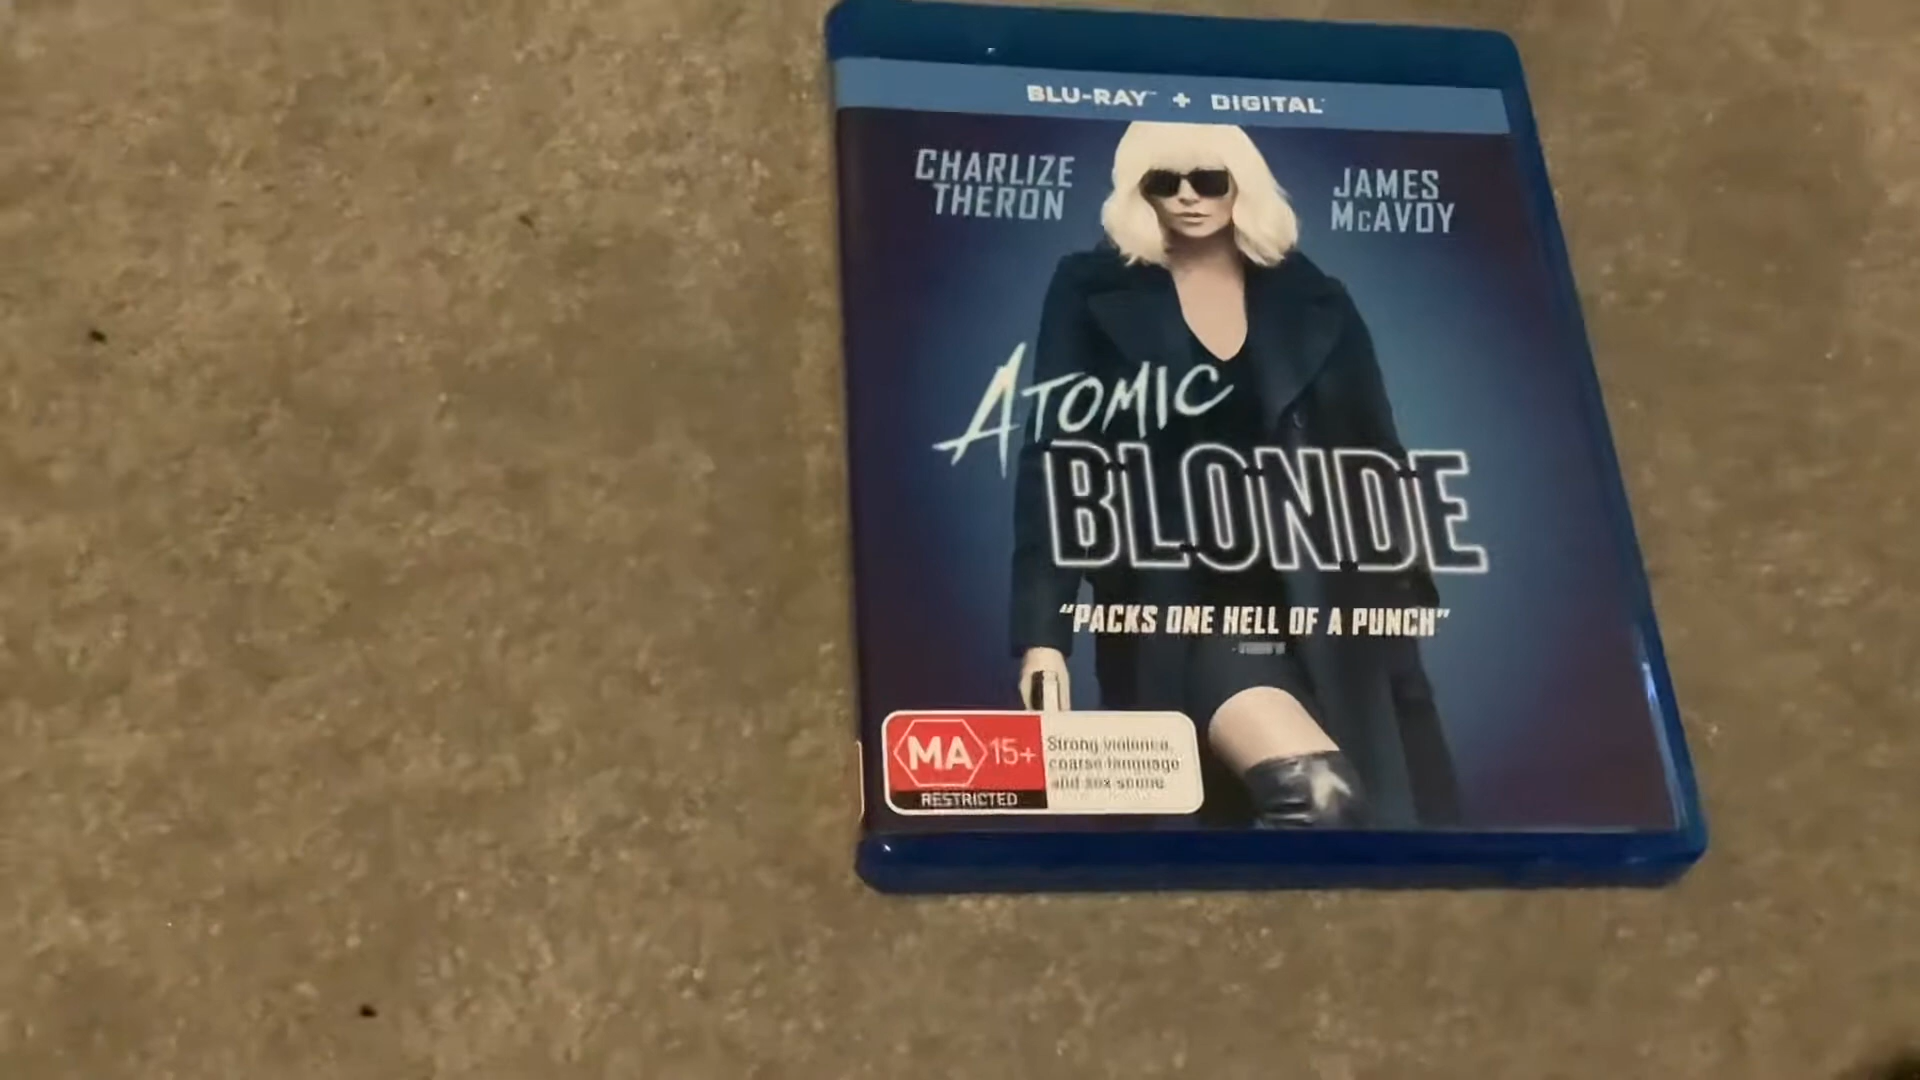 BLU-RAY™ + DIGITAL
CHARLIZE
THERON
JAMES
McAVOY
ATOMIC
BLONDE
“PACKS ONE HELL OF A PUNCH”
MA 15+
RESTRICTED
Strong violence,
coarse language
and sex scene